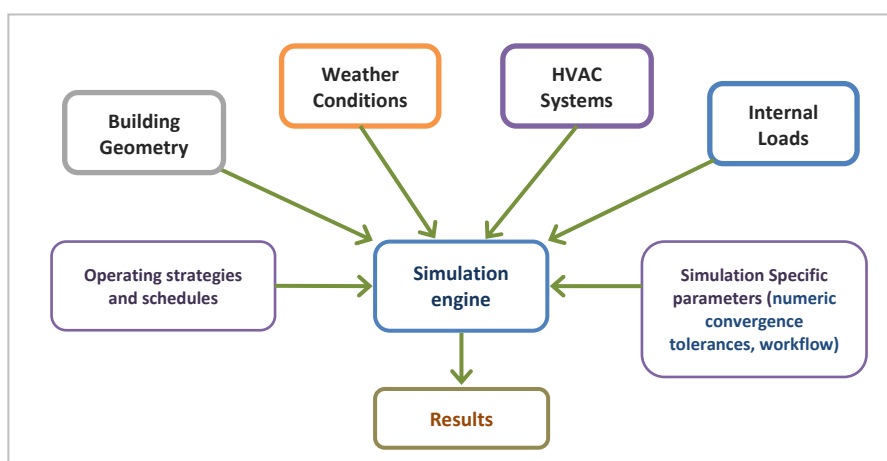 Weather
Conditions
HVAC
Systems
Building
Geometry
Internal
Loads
Operating strategies
and schedules
Simulation
engine
Simulation Specific
parameters (numeric
convergence
tolerances, workflow)
Results